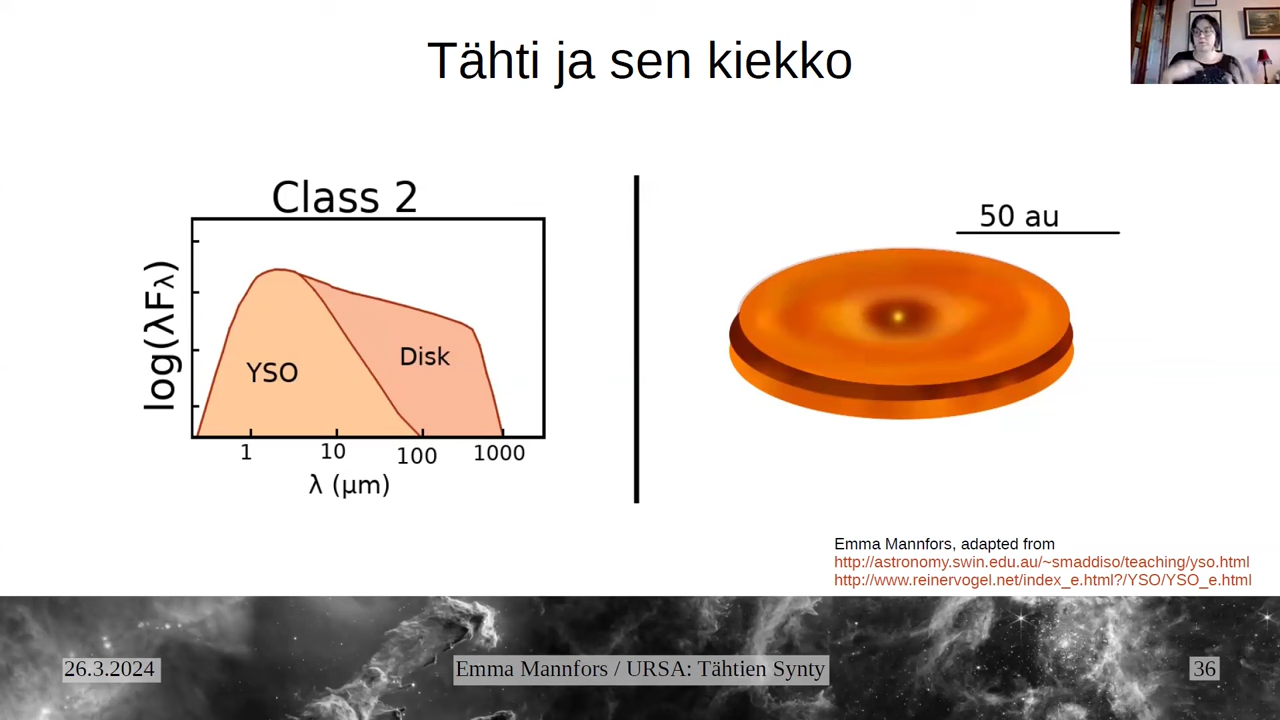 Tähti ja sen kiekko
Class 2
log(λFλ)
YSO
Disk
1 10 100 1000
λ (μm)
50 au
Emma Mannfors, adapted from
http://astronomy.swin.edu.au/~smaddiso/teaching/yso.html
http://www.reinervogel.net/index_e.html?/YSO/YSO_e.html
26.3.2024
Emma Mannfors / URSA: Tähtien Synty
36